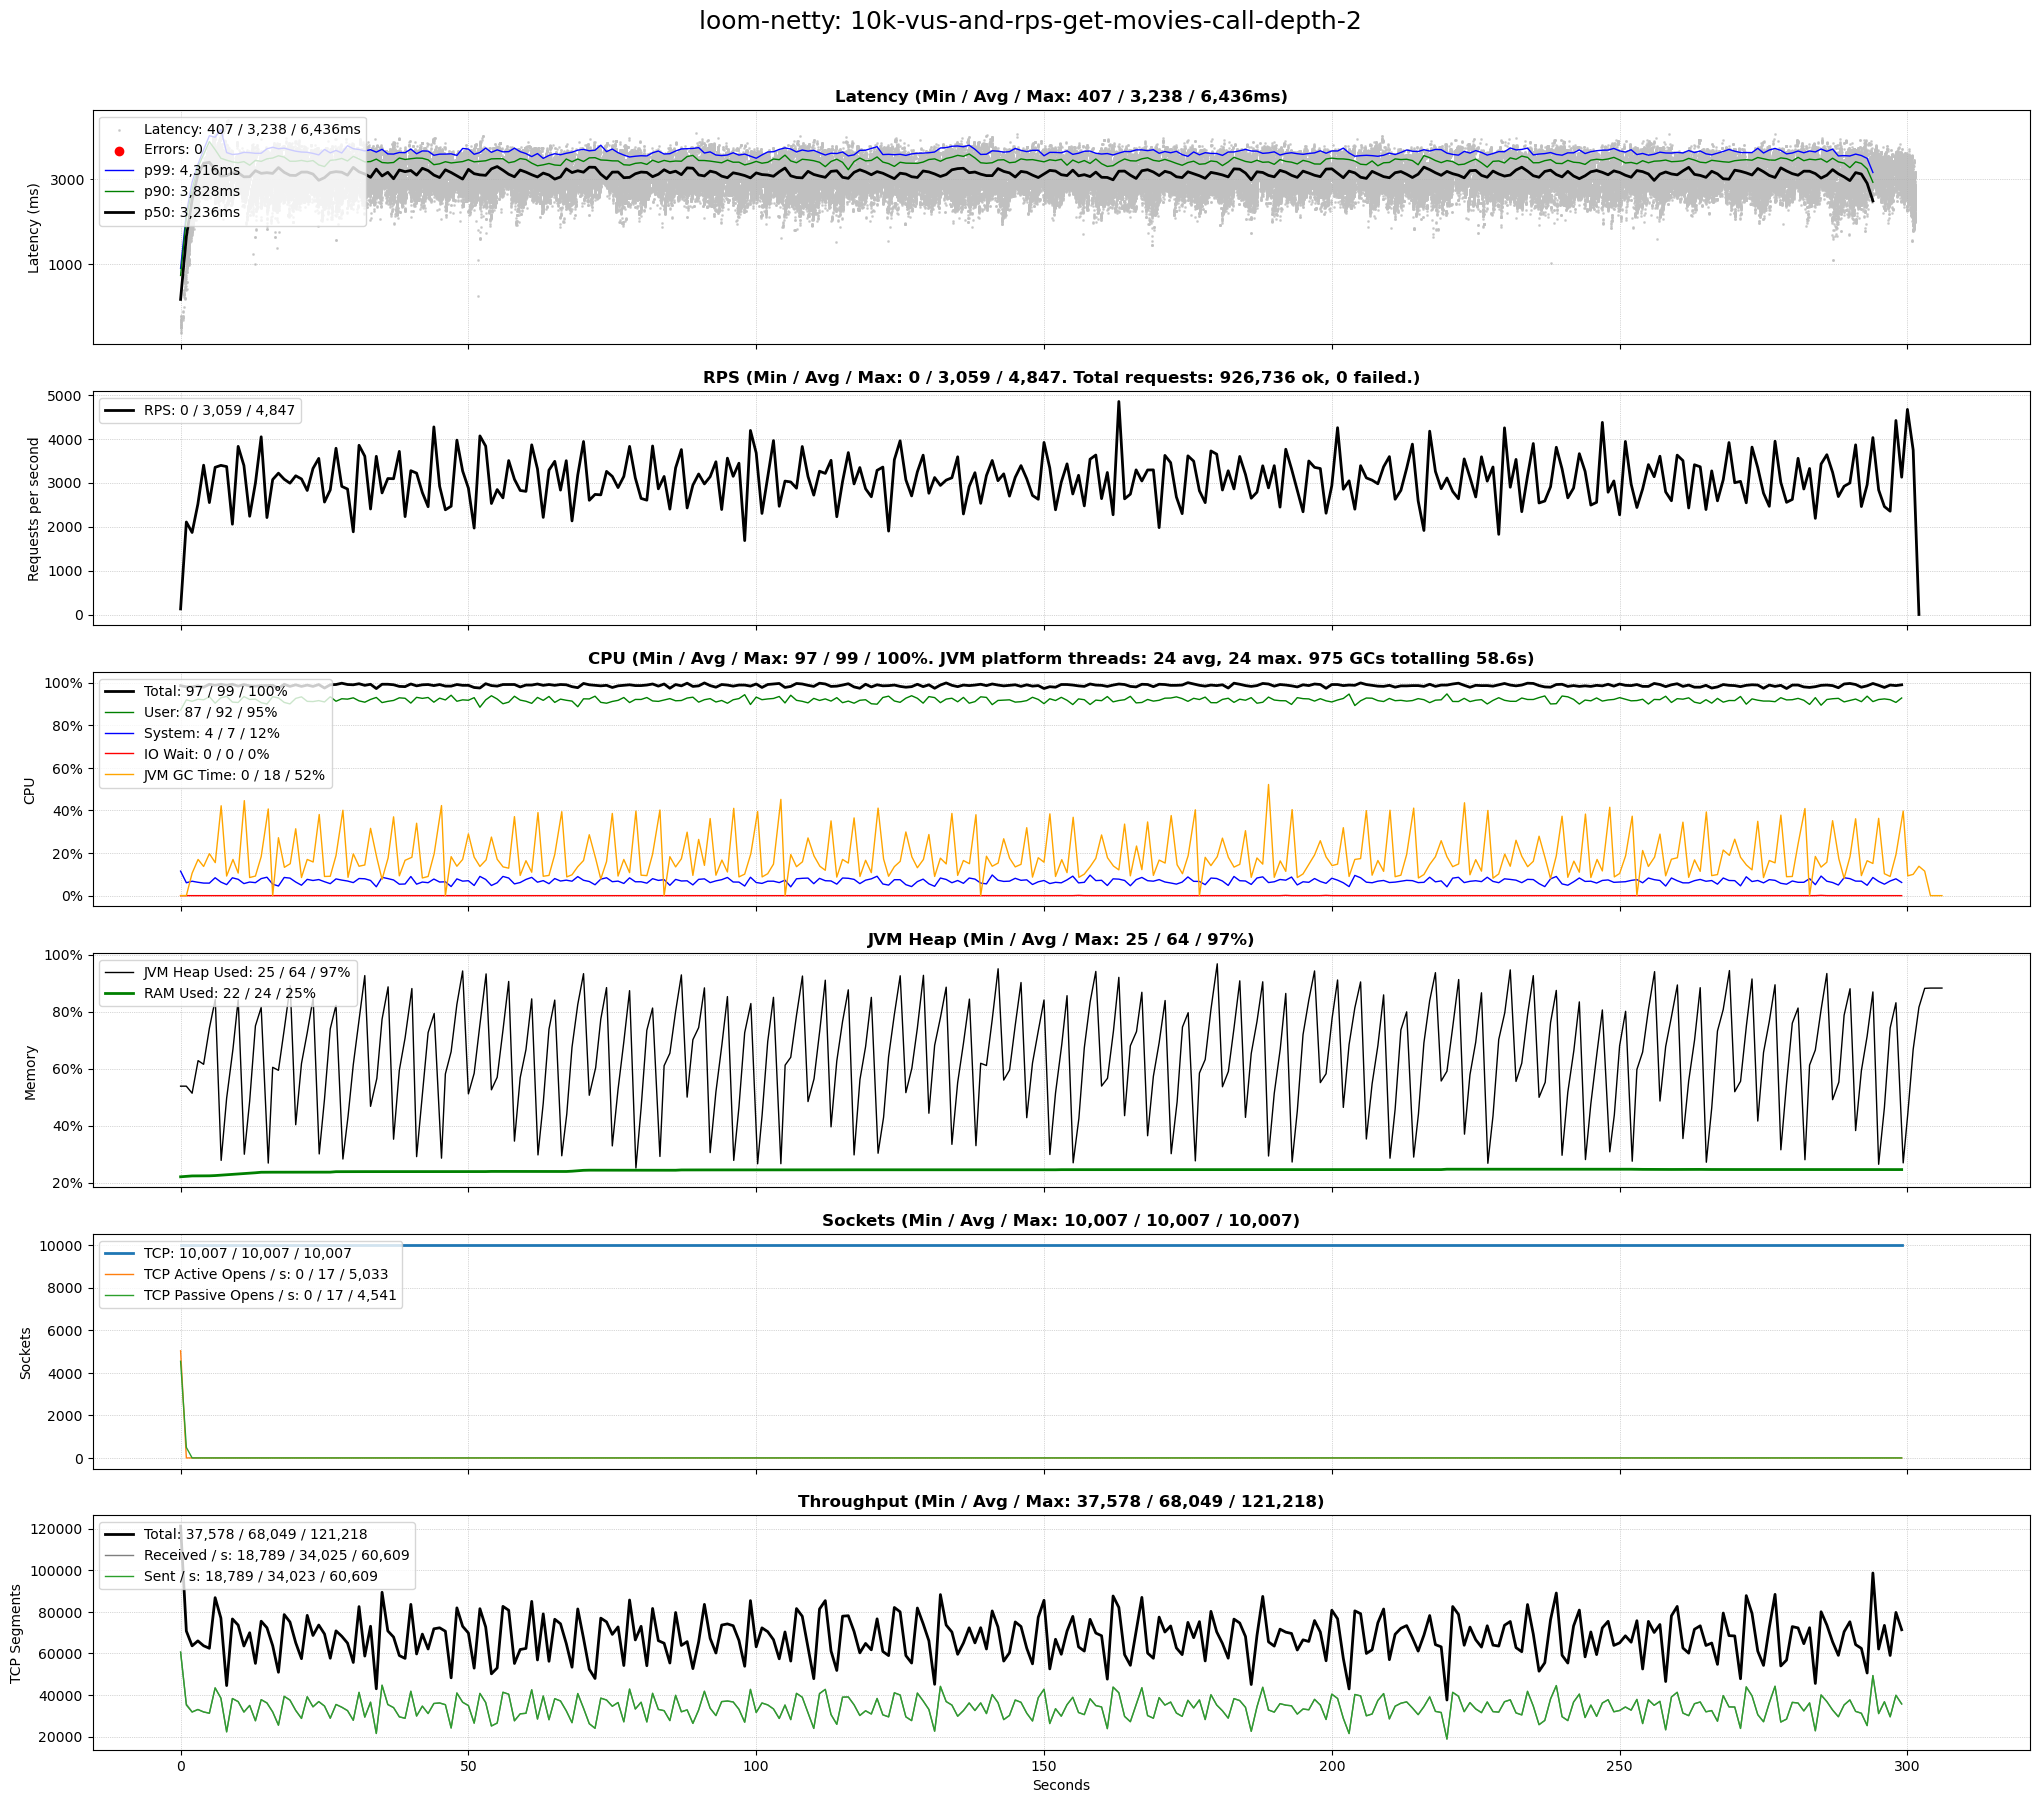 loom-netty: 10k-vus-and-rps-get-movies-call-depth-2
Latency (Min / Avg / Max: 407 / 3,238 / 6,436ms)
Latency: 407 / 3,238 / 6,436ms
Errors: 0
p99: 4,316ms
p90: 3,828ms
p50: 3,236ms
3000
1000
Latency (ms)
RPS (Min / Avg / Max: 0 / 3,059 / 4,847. Total requests: 926,736 ok, 0 failed.)
RPS: 0 / 3,059 / 4,847
5000
4000
3000
2000
1000
0
Requests per second
CPU (Min / Avg / Max: 97 / 99 / 100%. JVM platform threads: 24 avg, 24 max. 975 GCs totalling 58.6s)
Total: 97 / 99 / 100%
User: 87 / 92 / 95%
System: 4 / 7 / 12%
IO Wait: 0 / 0 / 0%
JVM GC Time: 0 / 18 / 52%
100%
80%
60%
40%
20%
0%
CPU
JVM Heap (Min / Avg / Max: 25 / 64 / 97%)
JVM Heap Used: 25 / 64 / 97%
RAM Used: 22 / 24 / 25%
100%
80%
60%
40%
20%
Memory
Sockets (Min / Avg / Max: 10,007 / 10,007 / 10,007)
TCP: 10,007 / 10,007 / 10,007
TCP Active Opens / s: 0 / 17 / 5,033
TCP Passive Opens / s: 0 / 17 / 4,541
10000
8000
6000
4000
2000
0
Sockets
Throughput (Min / Avg / Max: 37,578 / 68,049 / 121,218)
Total: 37,578 / 68,049 / 121,218
Received / s: 18,789 / 34,025 / 60,609
Sent / s: 18,789 / 34,023 / 60,609
120000
100000
80000
60000
40000
20000
TCP Segments
0 50 100 150 200 250 300
Seconds